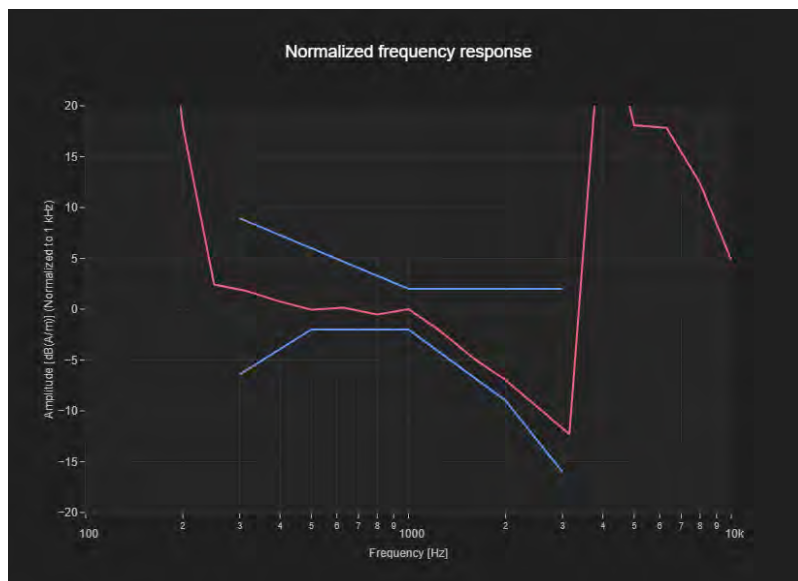 Normalized frequency response
Amplitude [dB(A/m)] (Normalized to 1 kHz)
20
15
10
5
0
−5
−10
−15
−20
100 2 3 4 5 6 7 8 9 1000 2 3 4 5 6 7 8 9 10k
Frequency [Hz]